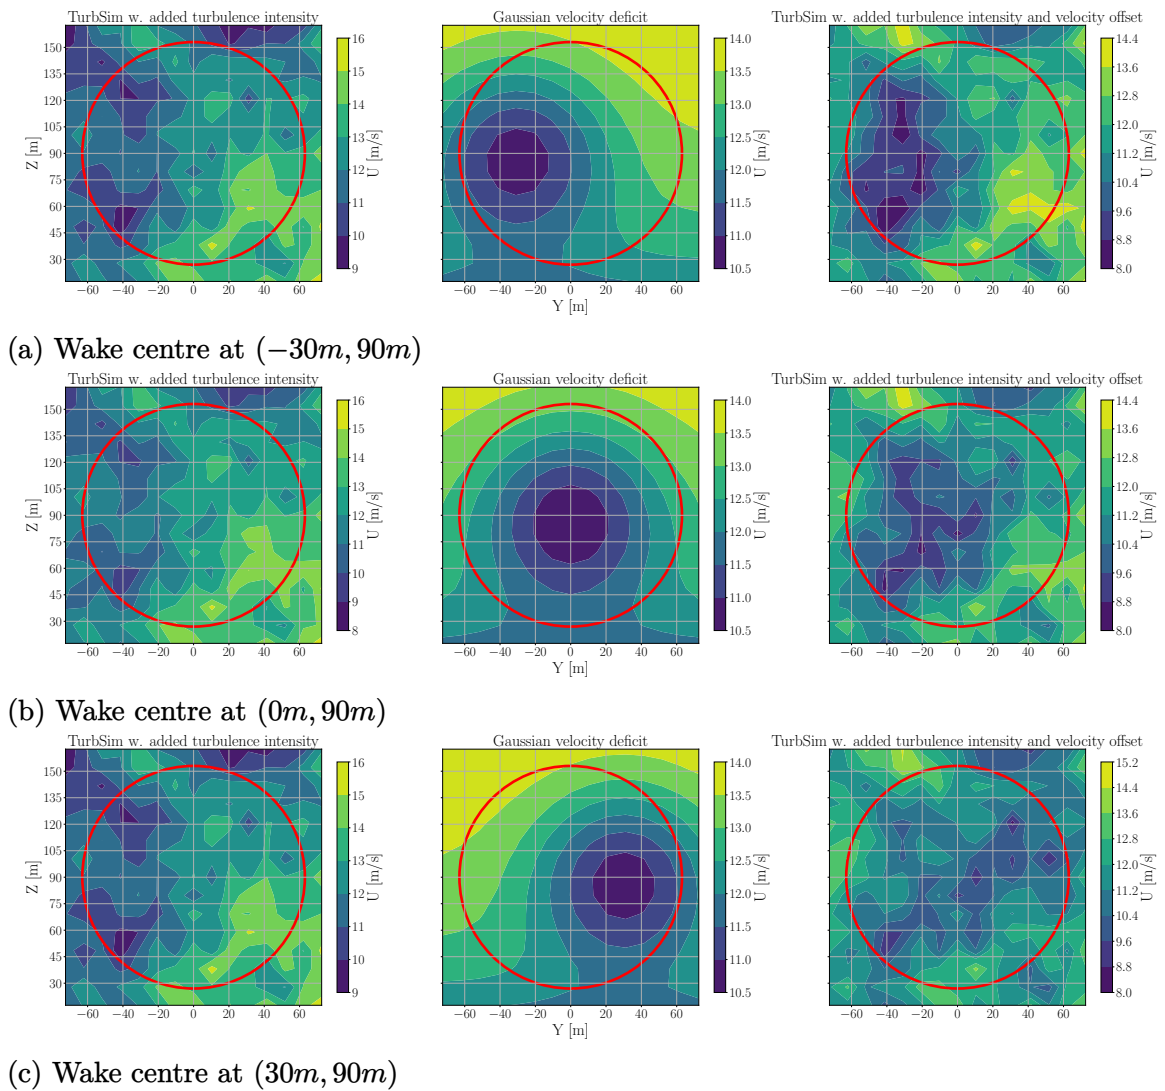 TurbSim w. added turbulence intensity
Gaussian velocity deficit
TurbSim w. added turbulence intensity and velocity offset
150
135
120
105
90
75
60
45
30
Z [m]
−60 −40 −20 0 20 40 60
16
15
14
13
12
11
10
9
U [m/s]
−60 −40 −20 0 20 40 60
Y [m]
14.0
13.5
13.0
12.5
12.0
11.5
11.0
10.5
U [m/s]
−60 −40 −20 0 20 40 60
14.4
13.6
12.8
12.0
11.2
10.4
9.6
8.8
8.0
U [m/s]
(a) Wake centre at (−30m, 90m)
TurbSim w. added turbulence intensity
Gaussian velocity deficit
TurbSim w. added turbulence intensity and velocity offset
150
135
120
105
90
75
60
45
30
Z [m]
−60 −40 −20 0 20 40 60
16
15
14
13
12
11
10
9
8
U [m/s]
−60 −40 −20 0 20 40 60
Y [m]
14.0
13.5
13.0
12.5
12.0
11.5
11.0
10.5
U [m/s]
−60 −40 −20 0 20 40 60
14.4
13.6
12.8
12.0
11.2
10.4
9.6
8.8
8.0
U [m/s]
(b) Wake centre at (0m, 90m)
TurbSim w. added turbulence intensity
Gaussian velocity deficit
TurbSim w. added turbulence intensity and velocity offset
150
135
120
105
90
75
60
45
30
Z [m]
−60 −40 −20 0 20 40 60
16
15
14
13
12
11
10
9
U [m/s]
−60 −40 −20 0 20 40 60
Y [m]
14.0
13.5
13.0
12.5
12.0
11.5
11.0
10.5
U [m/s]
−60 −40 −20 0 20 40 60
15.2
14.4
13.6
12.8
12.0
11.2
10.4
9.6
8.8
8.0
U [m/s]
(c) Wake centre at (30m, 90m)